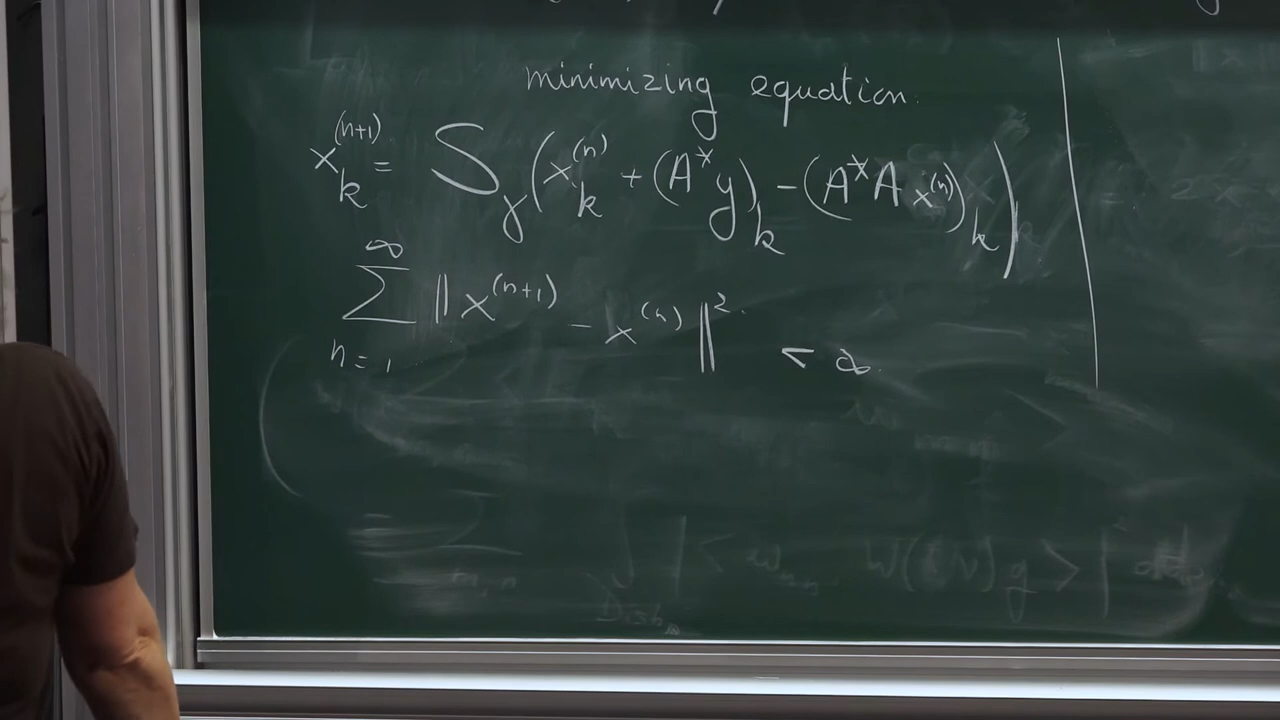 minimizing equation.
x_k^{(n+1)} = S_γ(x_k^{(n)} + (A^*y)_k - (A^*A x^{(n)})_k)
∑_{n=1}^{∞} ‖x^{(n+1)} - x^{(n)}‖^2 < ∞.